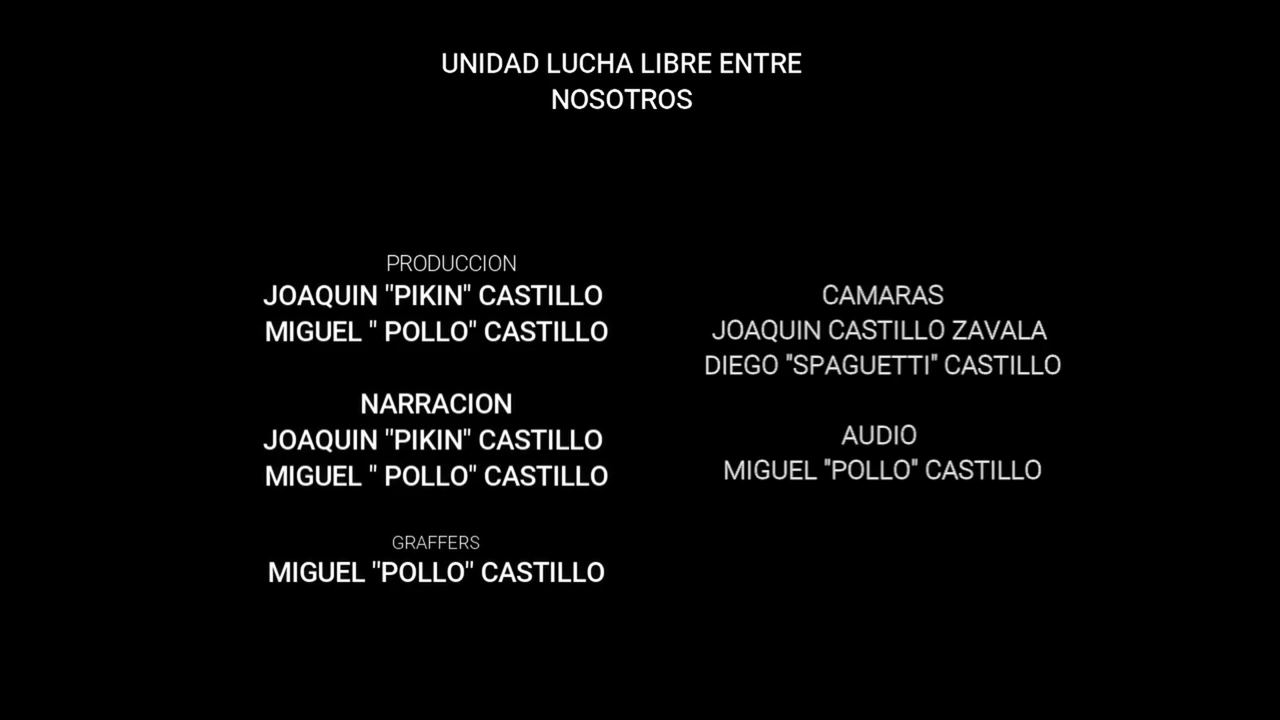 UNIDAD LUCHA LIBRE ENTRE
NOSOTROS
PRODUCCION
JOAQUIN "PIKIN" CASTILLO
MIGUEL " POLLO" CASTILLO
NARRACION
JOAQUIN "PIKIN" CASTILLO
MIGUEL " POLLO" CASTILLO
GRAFFERS
MIGUEL "POLLO" CASTILLO
CAMARAS
JOAQUIN CASTILLO ZAVALA
DIEGO "SPAGUETTI" CASTILLO
AUDIO
MIGUEL "POLLO" CASTILLO